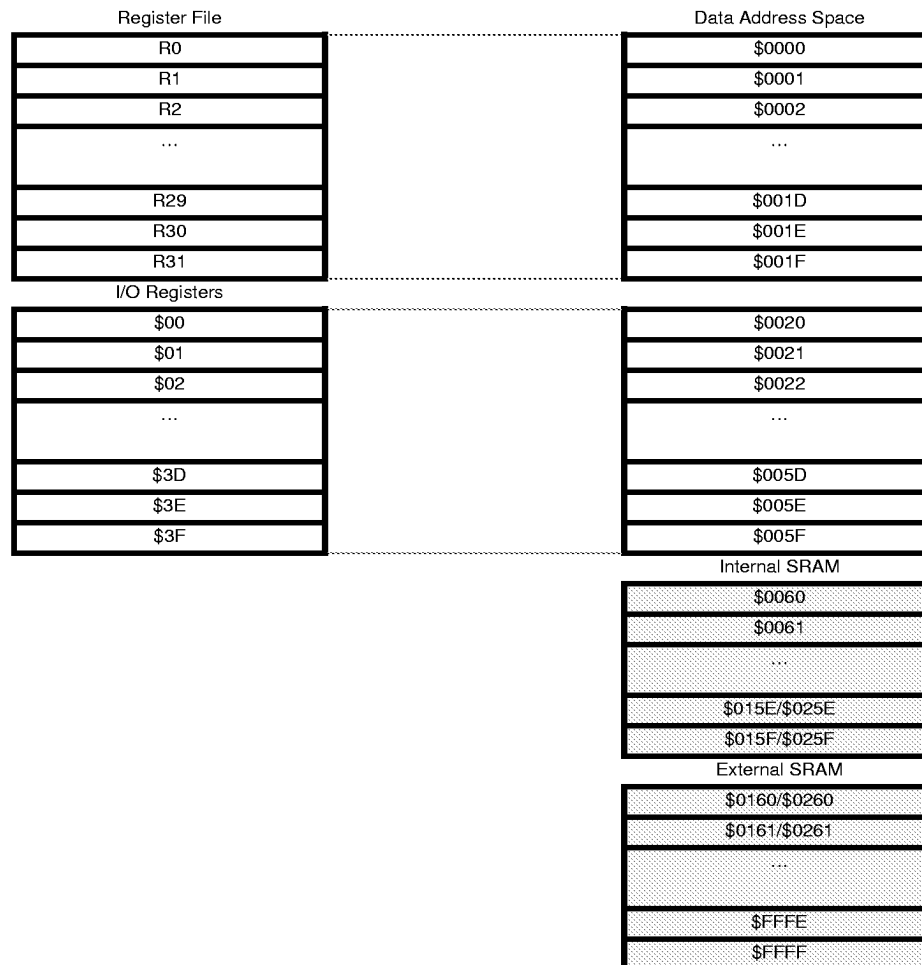 Register File
R0
R1
R2
...
R29
R30
R31
I/O Registers
$00
$01
$02
...
$3D
$3E
$3F
Data Address Space
$0000
$0001
$0002
...
$001D
$001E
$001F
$0020
$0021
$0022
...
$005D
$005E
$005F
Internal SRAM
$0060
$0061
...
$015E/$025E
$015F/$025F
External SRAM
$0160/$0260
$0161/$0261
...
$FFFE
$FFFF